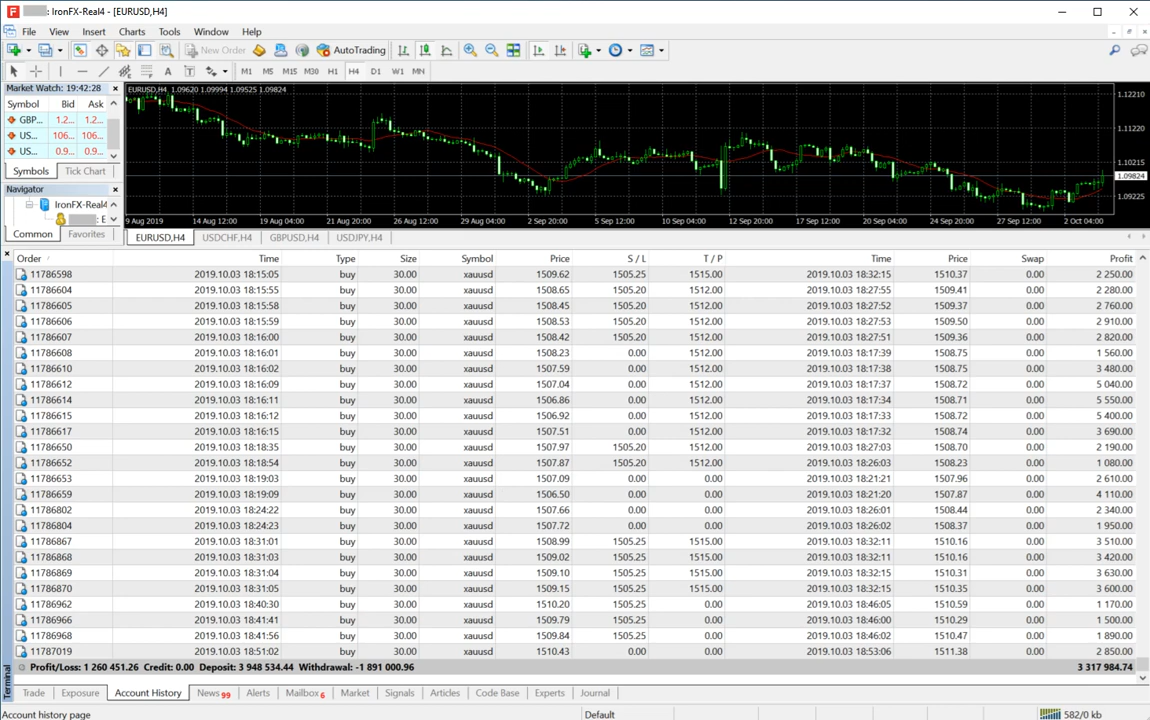 : IronFX-Real4 - [EURUSD,H4]
File View Insert Charts Tools Window Help
New Order AutoTrading
A T M1 M5 M15 M30 H1 H4 D1 W1 MN
Market Watch: 19:42:28
Symbol Bid Ask
GBP... 1.2... 1.2...
US... 106... 106...
US... 0.9... 0.9...
Symbols Tick Chart
Navigator
IronFX-Real4
: E
Common Favorites
EURUSD,H4 1.09620 1.09994 1.09525 1.09824
1.12210
1.11220
1.10215
1.09824
1.09225
9 Aug 2019 14 Aug 12:00 19 Aug 04:00 21 Aug 20:00 26 Aug 12:00 29 Aug 04:00 2 Sep 20:00 5 Sep 12:00 10 Sep 04:00 12 Sep 20:00 17 Sep 12:00 20 Sep 04:00 24 Sep 20:00 27 Sep 12:00 2 Oct 04:00
EURUSD,H4 USDCHF,H4 GBPUSD,H4 USDJPY,H4
Order Time Type Size Symbol Price S / L T / P Time Price Swap Profit
11786598 2019.10.03 18:15:05 buy 30.00 xauusd 1509.62 1505.25 1515.00 2019.10.03 18:32:15 1510.37 0.00 2 250.00
11786604 2019.10.03 18:15:55 buy 30.00 xauusd 1508.65 1505.20 1512.00 2019.10.03 18:27:55 1509.41 0.00 2 280.00
11786605 2019.10.03 18:15:58 buy 30.00 xauusd 1508.45 1505.20 1512.00 2019.10.03 18:27:52 1509.37 0.00 2 760.00
11786606 2019.10.03 18:15:59 buy 30.00 xauusd 1508.53 1505.20 1512.00 2019.10.03 18:27:53 1509.50 0.00 2 910.00
11786607 2019.10.03 18:16:00 buy 30.00 xauusd 1508.42 1505.20 1512.00 2019.10.03 18:27:51 1509.36 0.00 2 820.00
11786608 2019.10.03 18:16:01 buy 30.00 xauusd 1508.23 0.00 1512.00 2019.10.03 18:17:39 1508.75 0.00 1 560.00
11786610 2019.10.03 18:16:02 buy 30.00 xauusd 1507.59 0.00 1512.00 2019.10.03 18:17:38 1508.75 0.00 3 480.00
11786612 2019.10.03 18:16:09 buy 30.00 xauusd 1507.04 0.00 1512.00 2019.10.03 18:17:37 1508.72 0.00 5 040.00
11786614 2019.10.03 18:16:11 buy 30.00 xauusd 1506.86 0.00 1512.00 2019.10.03 18:17:34 1508.71 0.00 5 550.00
11786615 2019.10.03 18:16:12 buy 30.00 xauusd 1506.92 0.00 1512.00 2019.10.03 18:17:33 1508.72 0.00 5 400.00
11786617 2019.10.03 18:16:15 buy 30.00 xauusd 1507.51 0.00 1512.00 2019.10.03 18:17:32 1508.74 0.00 3 690.00
11786650 2019.10.03 18:18:35 buy 30.00 xauusd 1507.97 1505.20 1512.00 2019.10.03 18:27:03 1508.70 0.00 2 190.00
11786652 2019.10.03 18:18:54 buy 30.00 xauusd 1507.87 1505.20 1512.00 2019.10.03 18:26:03 1508.23 0.00 1 080.00
11786653 2019.10.03 18:19:03 buy 30.00 xauusd 1507.09 0.00 0.00 2019.10.03 18:21:21 1507.96 0.00 2 610.00
11786659 2019.10.03 18:19:09 buy 30.00 xauusd 1506.50 0.00 0.00 2019.10.03 18:21:20 1507.87 0.00 4 110.00
11786802 2019.10.03 18:24:22 buy 30.00 xauusd 1507.66 0.00 0.00 2019.10.03 18:26:01 1508.44 0.00 2 340.00
11786804 2019.10.03 18:24:23 buy 30.00 xauusd 1507.72 0.00 0.00 2019.10.03 18:26:02 1508.37 0.00 1 950.00
11786867 2019.10.03 18:31:01 buy 30.00 xauusd 1508.99 1505.25 1515.00 2019.10.03 18:32:11 1510.16 0.00 3 510.00
11786868 2019.10.03 18:31:03 buy 30.00 xauusd 1509.02 1505.25 1515.00 2019.10.03 18:32:11 1510.16 0.00 3 420.00
11786869 2019.10.03 18:31:04 buy 30.00 xauusd 1509.10 1505.25 1515.00 2019.10.03 18:32:15 1510.31 0.00 3 630.00
11786870 2019.10.03 18:31:05 buy 30.00 xauusd 1509.15 1505.25 1515.00 2019.10.03 18:32:15 1510.35 0.00 3 600.00
11786962 2019.10.03 18:40:30 buy 30.00 xauusd 1510.20 1505.25 0.00 2019.10.03 18:46:05 1510.59 0.00 1 170.00
11786966 2019.10.03 18:41:41 buy 30.00 xauusd 1509.79 1505.25 0.00 2019.10.03 18:46:00 1510.29 0.00 1 500.00
11786968 2019.10.03 18:41:56 buy 30.00 xauusd 1509.84 1505.25 0.00 2019.10.03 18:46:02 1510.47 0.00 1 890.00
11787019 2019.10.03 18:51:02 buy 30.00 xauusd 1510.43 0.00 0.00 2019.10.03 18:53:06 1511.38 0.00 2 850.00
Profit/Loss: 1 260 451.26 Credit: 0.00 Deposit: 3 948 534.44 Withdrawal: -1 891 000.96 3 317 984.74
Terminal
Trade Exposure Account History News 99 Alerts Mailbox 6 Market Signals Articles Code Base Experts Journal
Account history page Default 582/0 kb